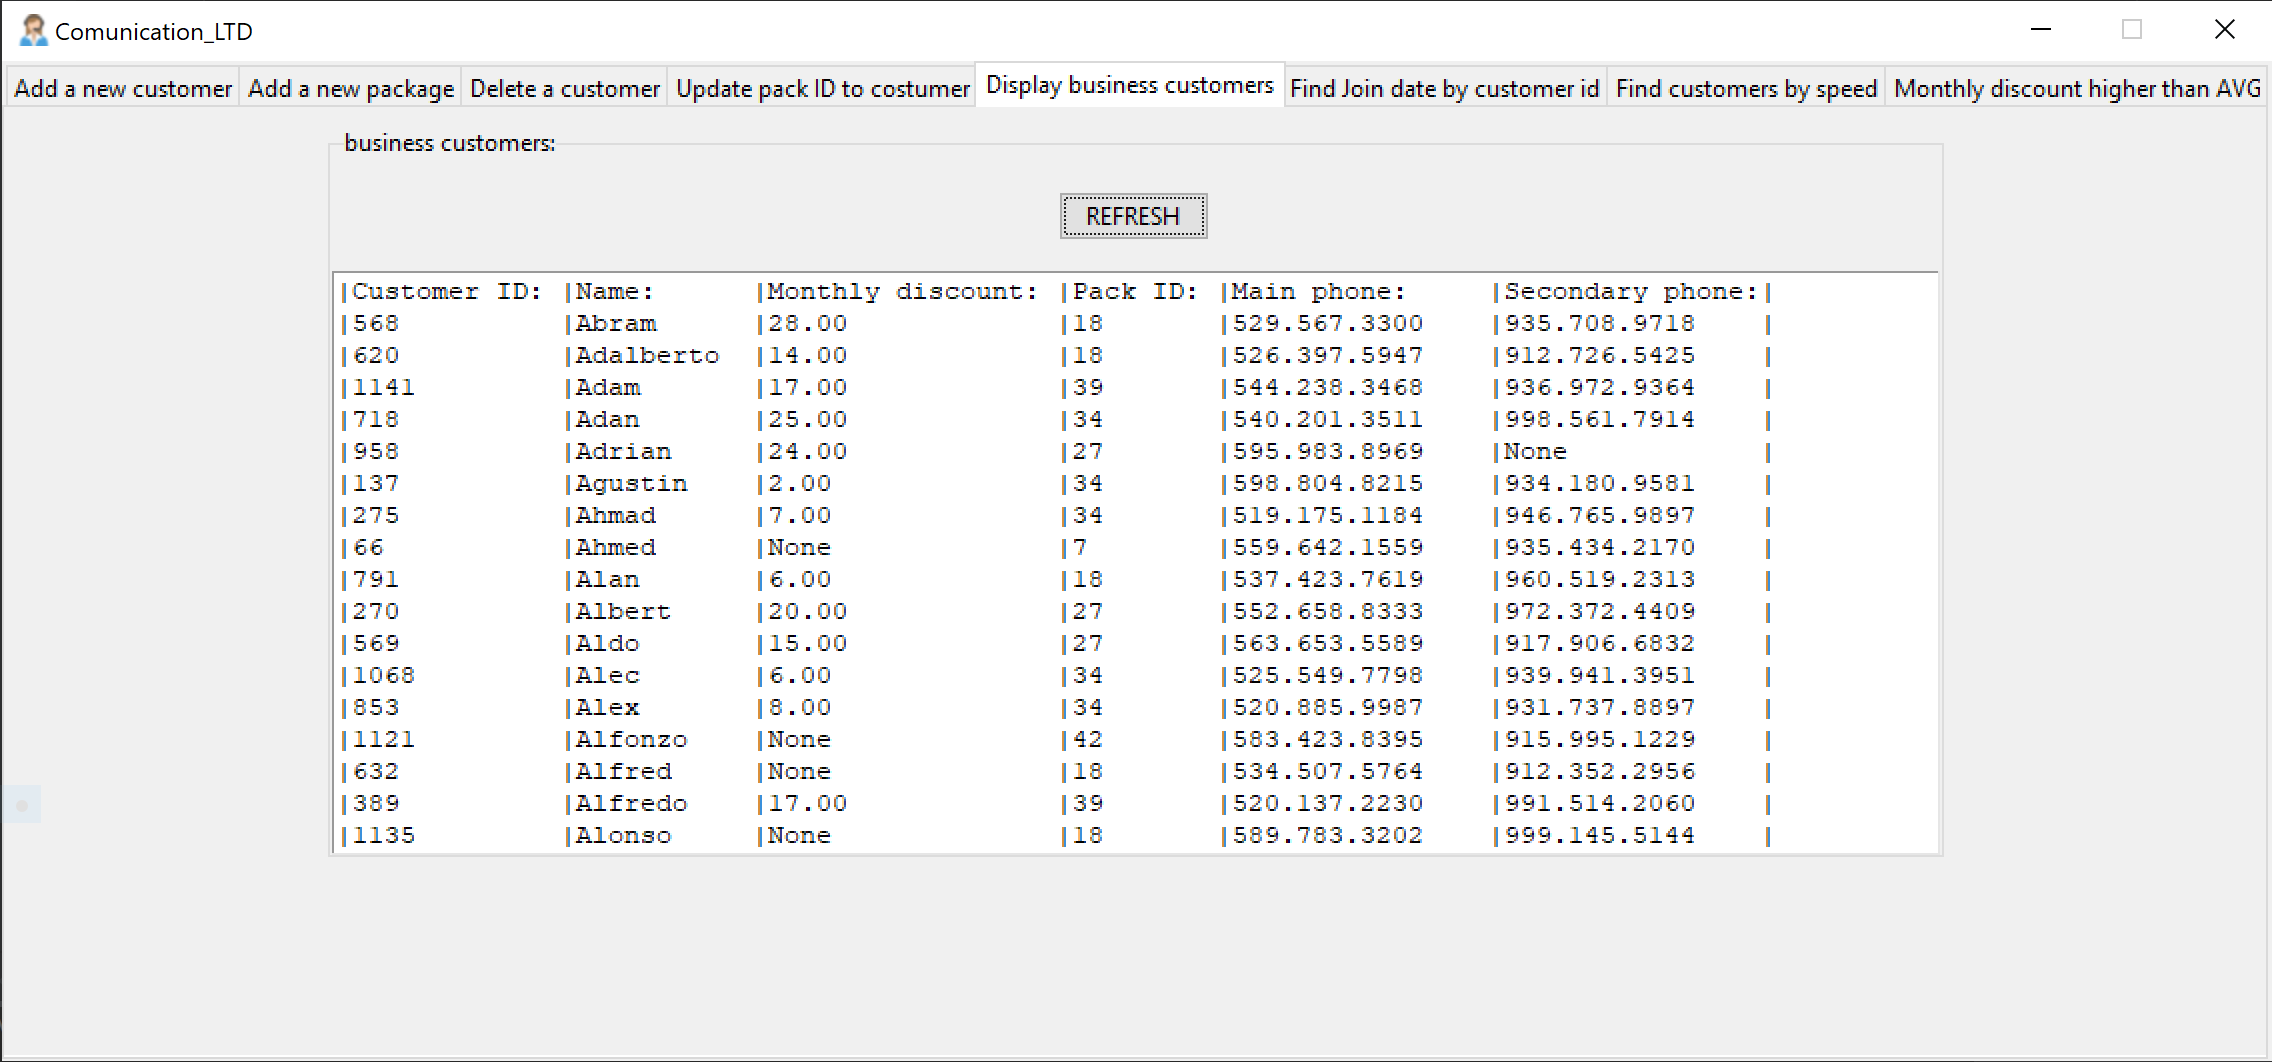 Comunication_LTD
Add a new customer Add a new package Delete a customer Update pack ID to costumer Display business customers Find Join date by customer id Find customers by speed Monthly discount higher than AVG
business customers:
REFRESH
|Customer ID: |Name: |Monthly discount: |Pack ID: |Main phone: |Secondary phone:|
|568 |Abram |28.00 |18 |529.567.3300 |935.708.9718 |
|620 |Adalberto |14.00 |18 |526.397.5947 |912.726.5425 |
|1141 |Adam |17.00 |39 |544.238.3468 |936.972.9364 |
|718 |Adan |25.00 |34 |540.201.3511 |998.561.7914 |
|958 |Adrian |24.00 |27 |595.983.8969 |None |
|137 |Agustin |2.00 |34 |598.804.8215 |934.180.9581 |
|275 |Ahmad |7.00 |34 |519.175.1184 |946.765.9897 |
|66 |Ahmed |None |7 |559.642.1559 |935.434.2170 |
|791 |Alan |6.00 |18 |537.423.7619 |960.519.2313 |
|270 |Albert |20.00 |27 |552.658.8333 |972.372.4409 |
|569 |Aldo |15.00 |27 |563.653.5589 |917.906.6832 |
|1068 |Alec |6.00 |34 |525.549.7798 |939.941.3951 |
|853 |Alex |8.00 |34 |520.885.9987 |931.737.8897 |
|1121 |Alfonzo |None |42 |583.423.8395 |915.995.1229 |
|632 |Alfred |None |18 |534.507.5764 |912.352.2956 |
|389 |Alfredo |17.00 |39 |520.137.2230 |991.514.2060 |
|1135 |Alonso |None |18 |589.783.3202 |999.145.5144 |